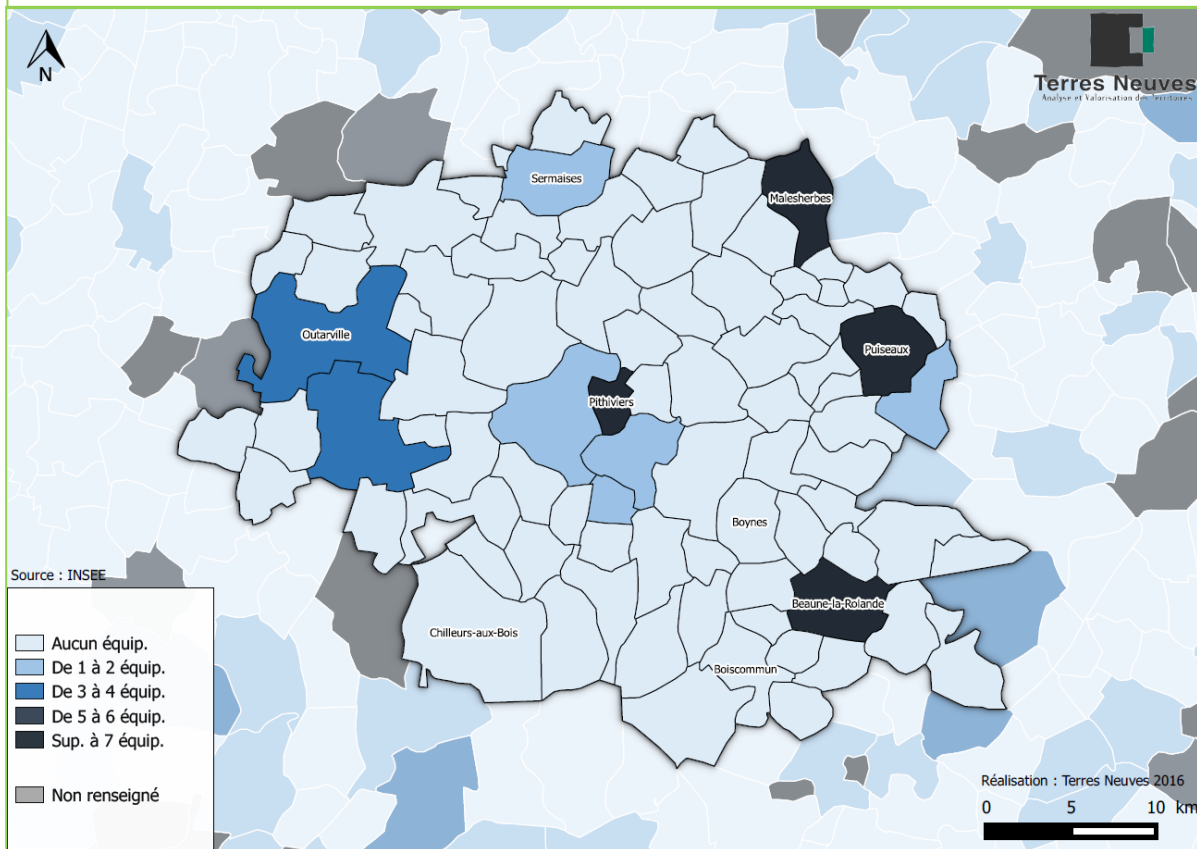 N
Terres Neuves
Analyse et Valorisation des Territoires
Sermaises
Malesherbes
Outarville
Puiseaux
Pithiviers
Boynes
Beaune-la-Rolande
Chilleurs-aux-Bois
Boiscommun
Source : INSEE
Aucun équip.
De 1 à 2 équip.
De 3 à 4 équip.
De 5 à 6 équip.
Sup. à 7 équip.
Non renseigné
Réalisation : Terres Neuves 2016
0 5 10 km